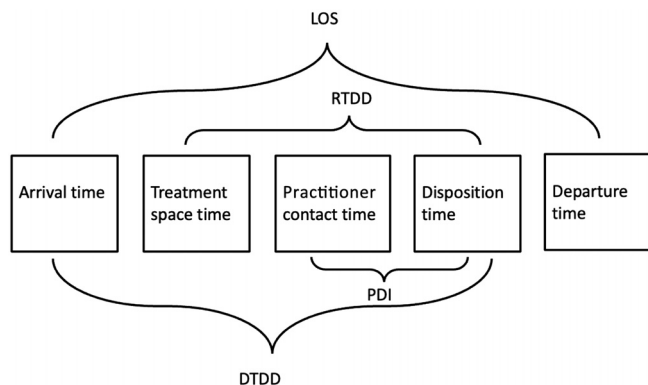 LOS
RTDD
Arrival time
Treatment
space time
Practitioner
contact time
Disposition
time
Departure
time
PDI
DTDD